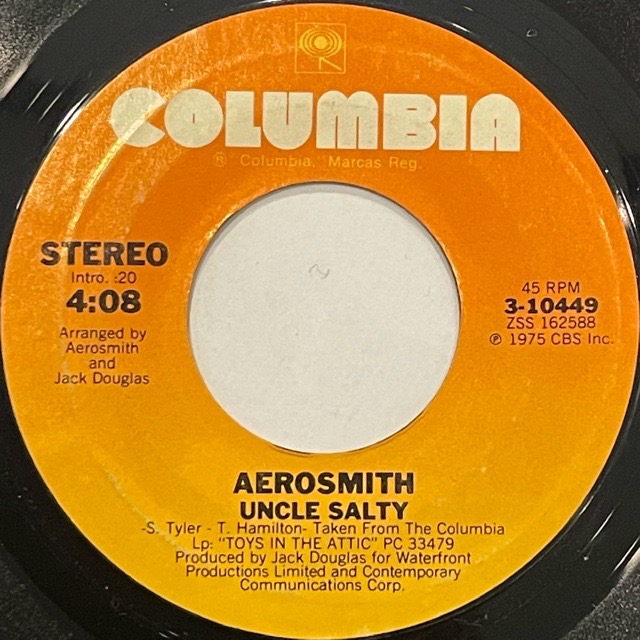 COLUMBIA
® "Columbia," Marcas Reg.
STEREO
Intro. :20
4:08
Arranged by
Aerosmith
and
Jack Douglas
45 RPM
3-10449
ZSS 162588
℗ 1975 CBS Inc.
AEROSMITH
UNCLE SALTY
-S. Tyler - T. Hamilton- Taken From The Columbia
Lp: "TOYS IN THE ATTIC" PC 33479
Produced by Jack Douglas for Waterfront
Productions Limited and Contemporary
Communications Corp.